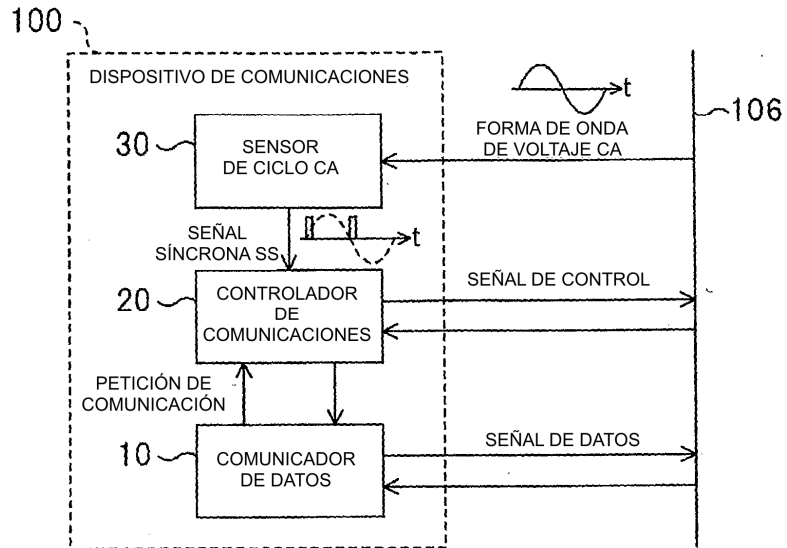 100
DISPOSITIVO DE COMUNICACIONES
t
106
30
SENSOR
DE CICLO CA
FORMA DE ONDA
DE VOLTAJE CA
SEÑAL
SÍNCRONA SS
t
20
CONTROLADOR
DE
COMUNICACIONES
SEÑAL DE CONTROL
PETICIÓN DE
COMUNICACIÓN
10
COMUNICADOR
DE DATOS
SEÑAL DE DATOS